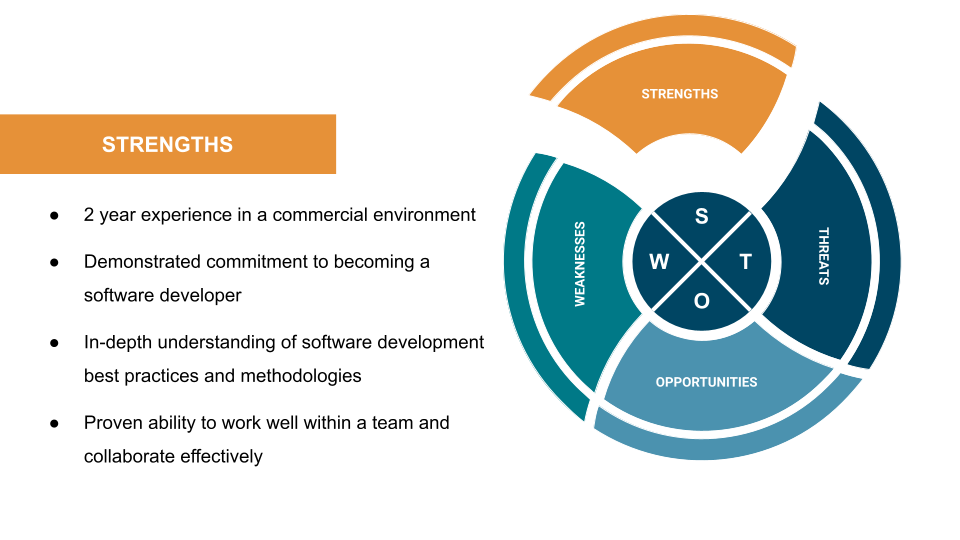 STRENGTHS
● 2 year experience in a commercial environment
● Demonstrated commitment to becoming a
software developer
● In-depth understanding of software development
best practices and methodologies
● Proven ability to work well within a team and
collaborate effectively
STRENGTHS
WEAKNESSES
THREATS
OPPORTUNITIES
S
W
T
O